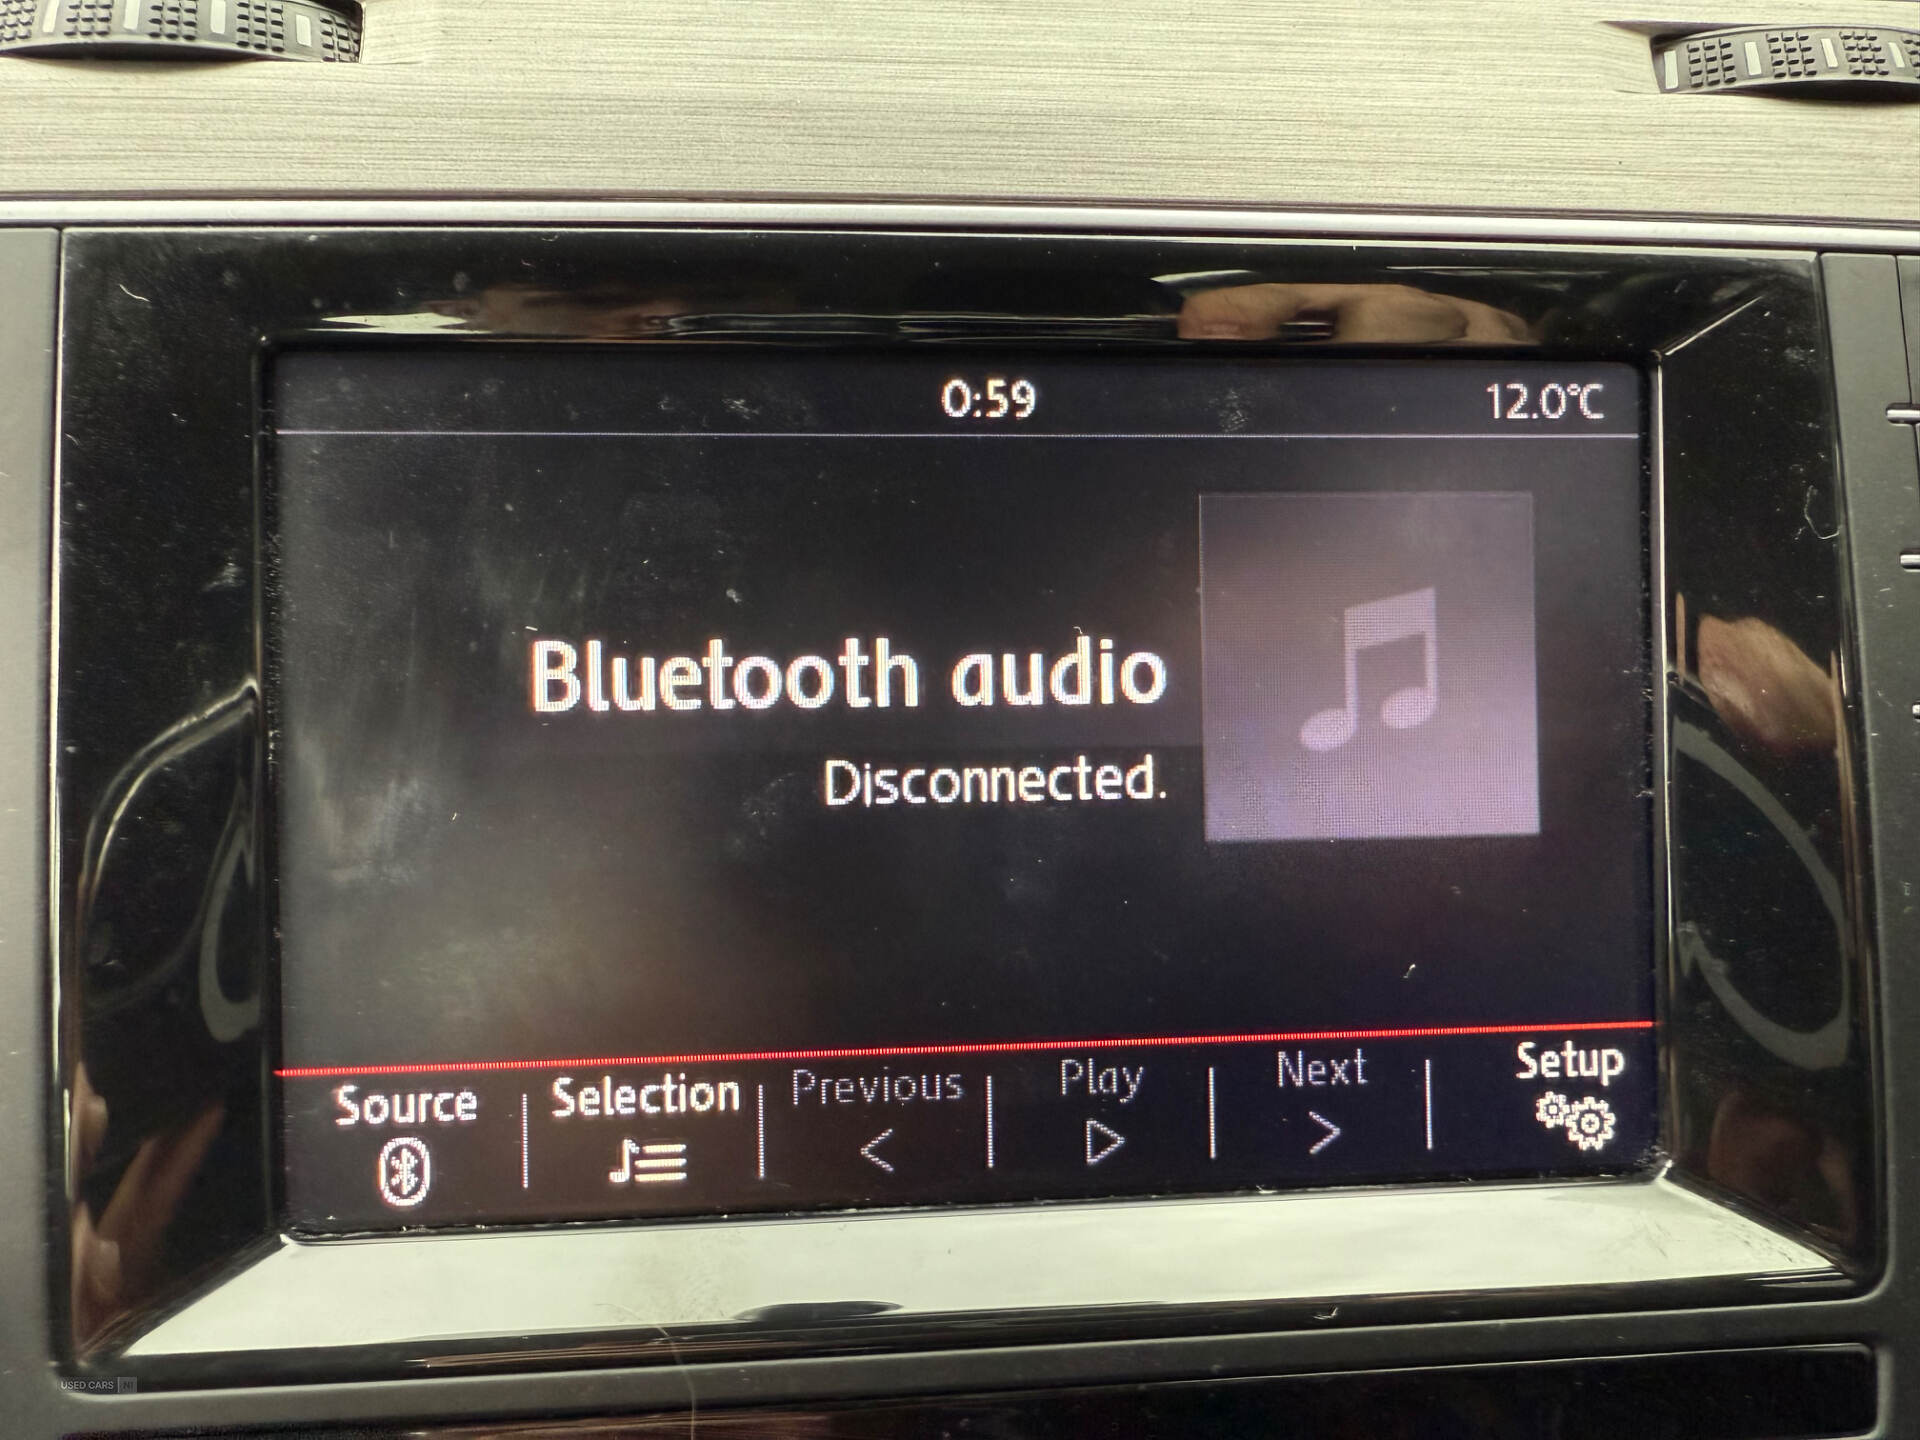 0:59 12.0°C
Bluetooth audio
Disconnected.
Source Selection Previous Play Next Setup
USED CARS NI